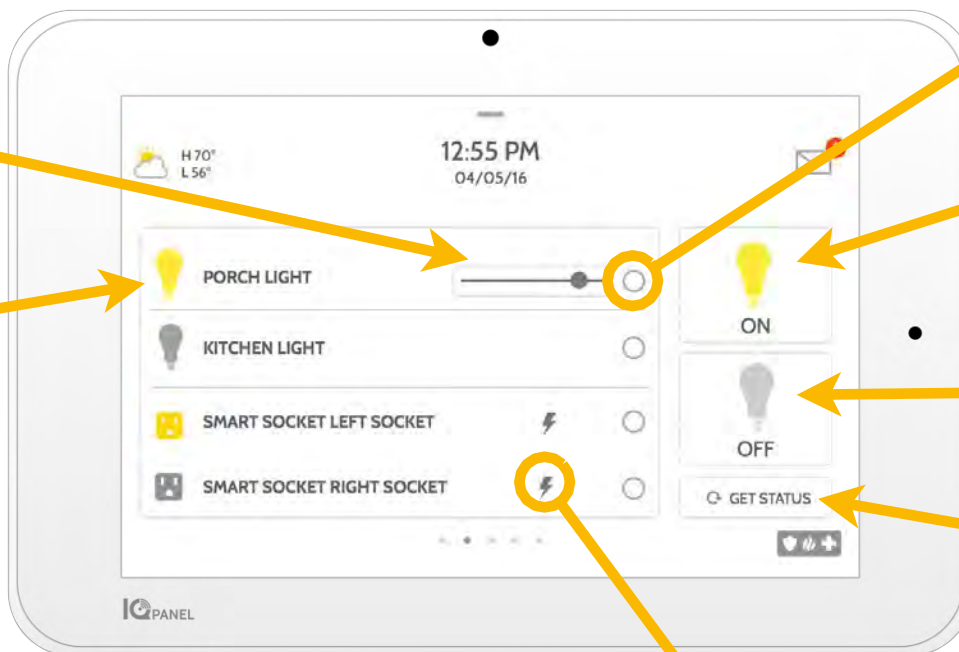 H 70°
L 56°
12:55 PM
04/05/16
PORCH LIGHT
KITCHEN LIGHT
SMART SOCKET LEFT SOCKET
SMART SOCKET RIGHT SOCKET
ON
OFF
GET STATUS
IQ PANEL